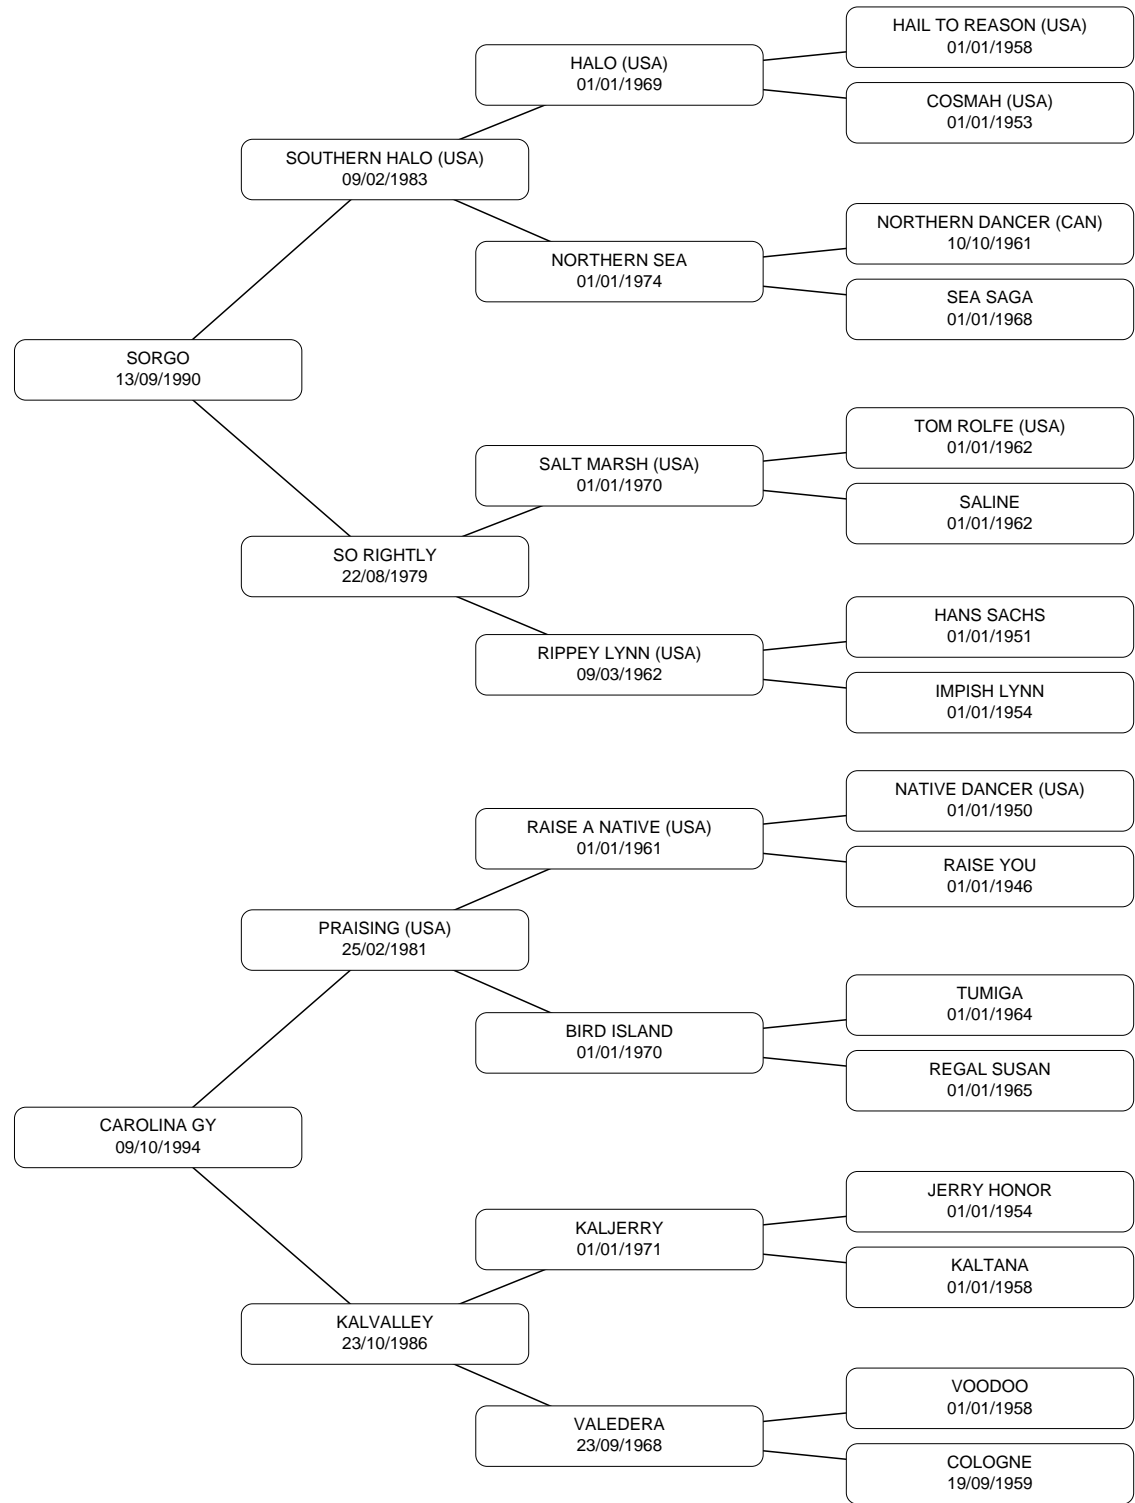 HAIL TO REASON (USA)
01/01/1958
HALO (USA)
01/01/1969
COSMAH (USA)
01/01/1953
SOUTHERN HALO (USA)
09/02/1983
NORTHERN DANCER (CAN)
10/10/1961
NORTHERN SEA
01/01/1974
SEA SAGA
01/01/1968
SORGO
13/09/1990
TOM ROLFE (USA)
01/01/1962
SALT MARSH (USA)
01/01/1970
SALINE
01/01/1962
SO RIGHTLY
22/08/1979
HANS SACHS
01/01/1951
RIPPEY LYNN (USA)
09/03/1962
IMPISH LYNN
01/01/1954
NATIVE DANCER (USA)
01/01/1950
RAISE A NATIVE (USA)
01/01/1961
RAISE YOU
01/01/1946
PRAISING (USA)
25/02/1981
TUMIGA
01/01/1964
BIRD ISLAND
01/01/1970
REGAL SUSAN
01/01/1965
CAROLINA GY
09/10/1994
JERRY HONOR
01/01/1954
KALJERRY
01/01/1971
KALTANA
01/01/1958
KALVALLEY
23/10/1986
VOODOO
01/01/1958
VALEDERA
23/09/1968
COLOGNE
19/09/1959